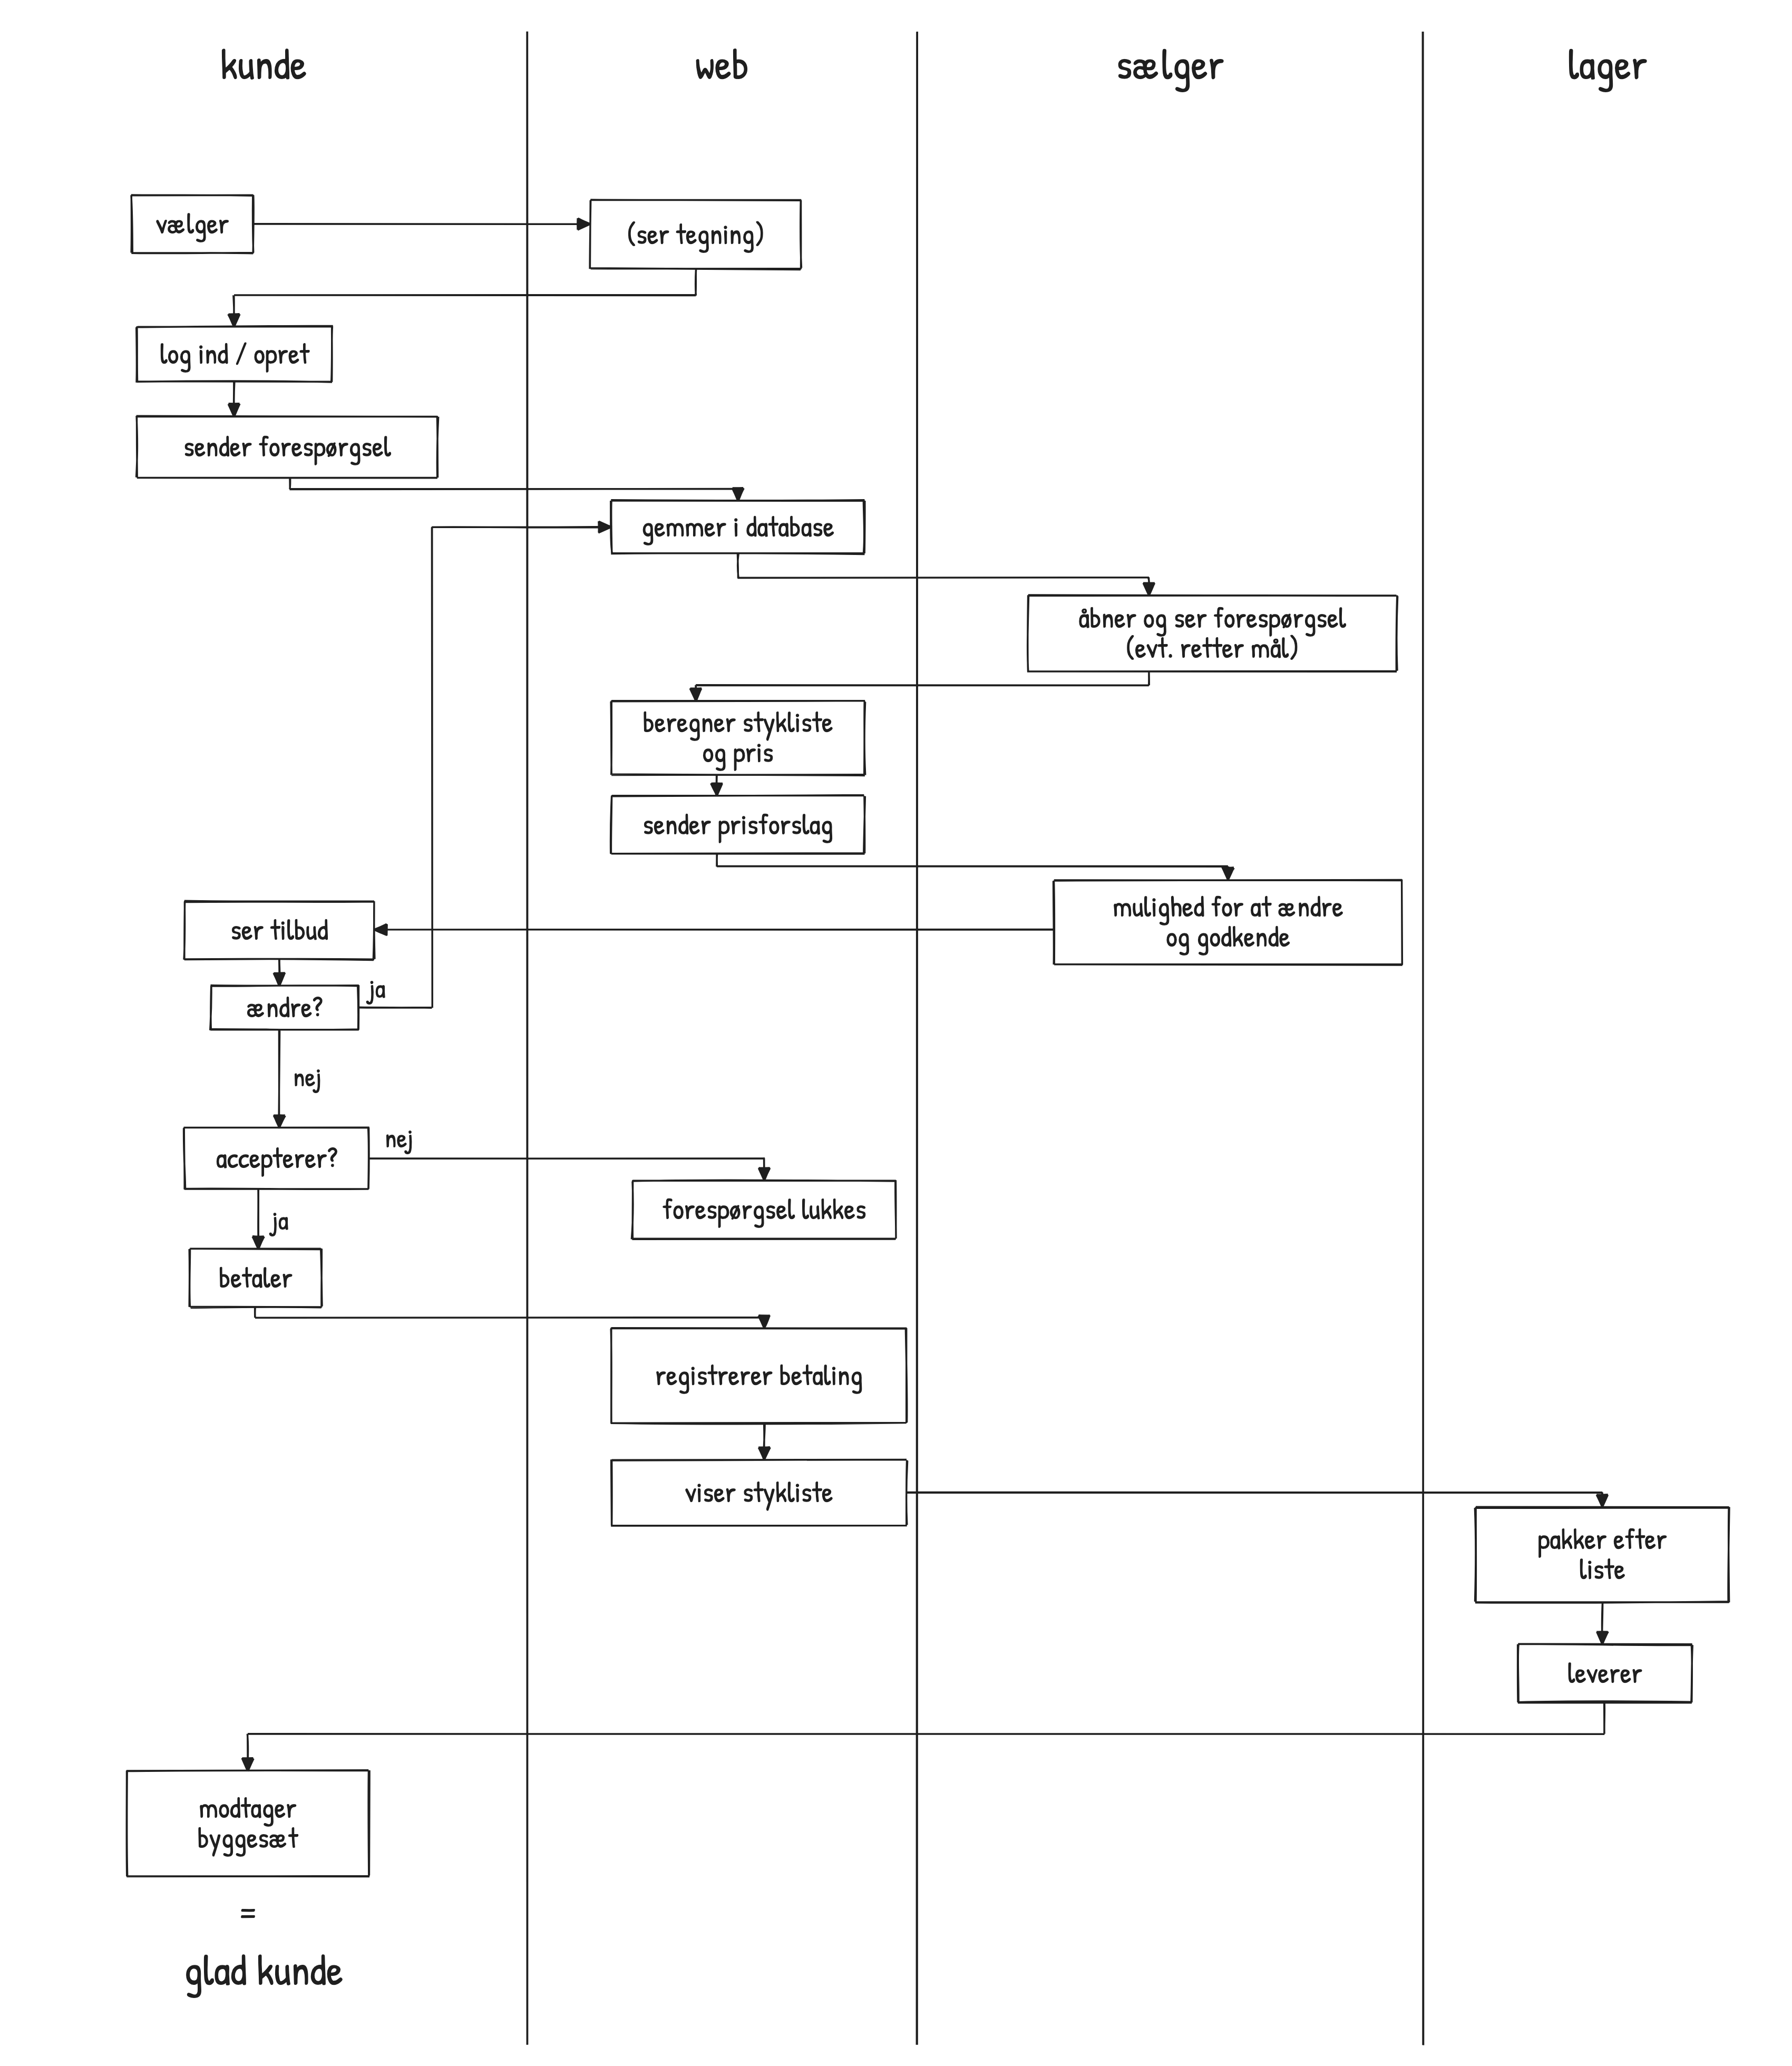 kunde
web
sælger
lager
vælger
(ser tegning)
log ind / opret
sender forespørgsel
gemmer i database
åbner og ser forespørgsel
(evt. retter mål)
beregner stykliste
og pris
sender prisforslag
mulighed for at ændre
og godkende
ser tilbud
ændre?
ja
nej
accepterer?
nej
forespørgsel lukkes
ja
betaler
registrerer betaling
viser stykliste
pakker efter
liste
leverer
modtager
byggesæt
=
glad kunde